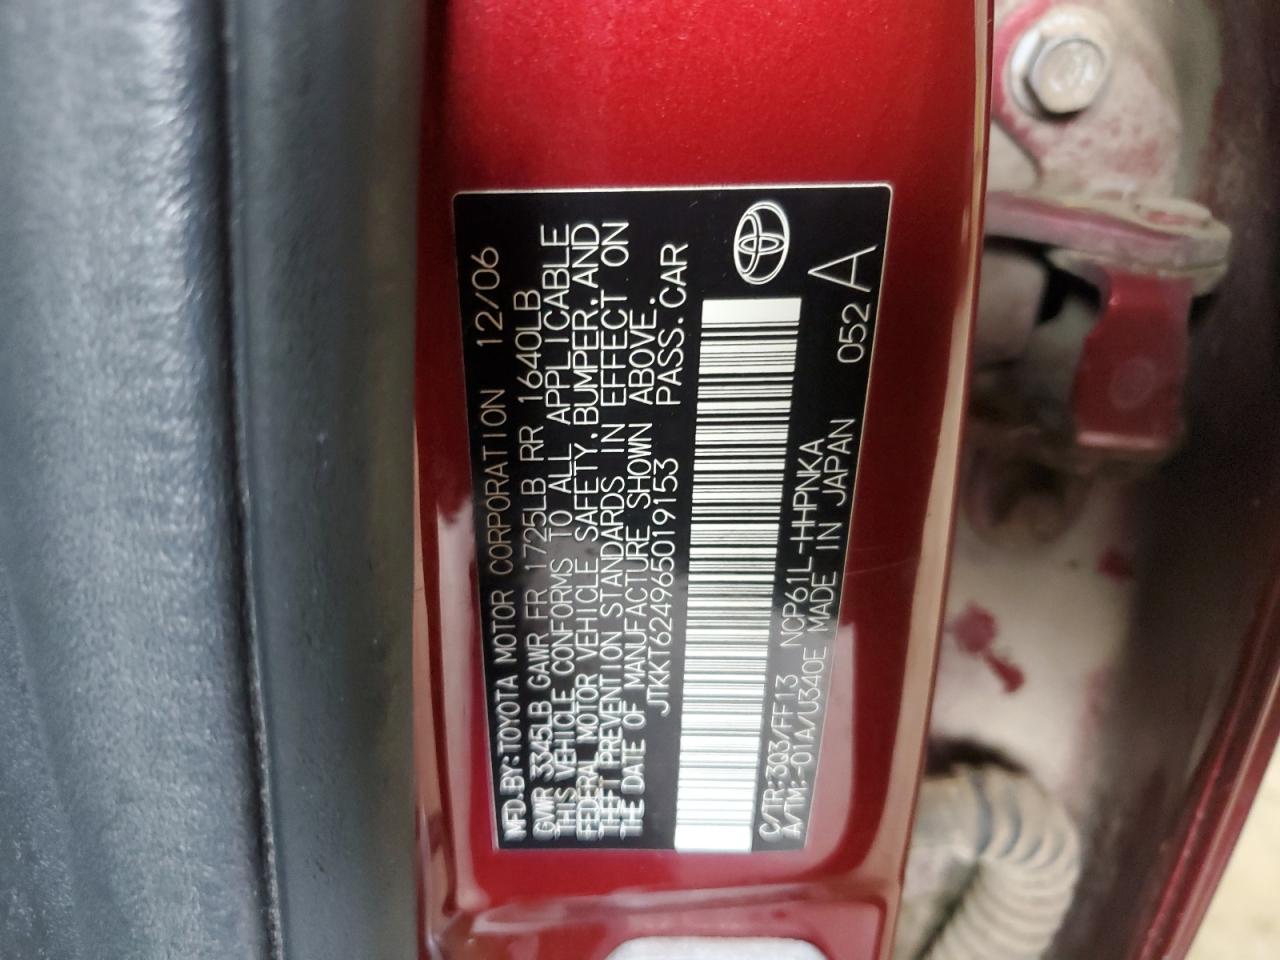 MFD.BY:TOYOTA MOTOR CORPORATION 12/06
GVWR 3345LB GAWR FR 1725LB RR 1640LB
THIS VEHICLE CONFORMS TO ALL APPLICABLE
FEDERAL MOTOR VEHICLE SAFETY,BUMPER,AND
THEFT PREVENTION STANDARDS IN EFFECT ON
THE DATE OF MANUFACTURE SHOWN ABOVE.
JTKKT624965019153 PASS.CAR
C/TR:3Q3/FF13 NCP61L-HHPNKA
A/TM:-01A/U340E MADE IN JAPAN 052 A